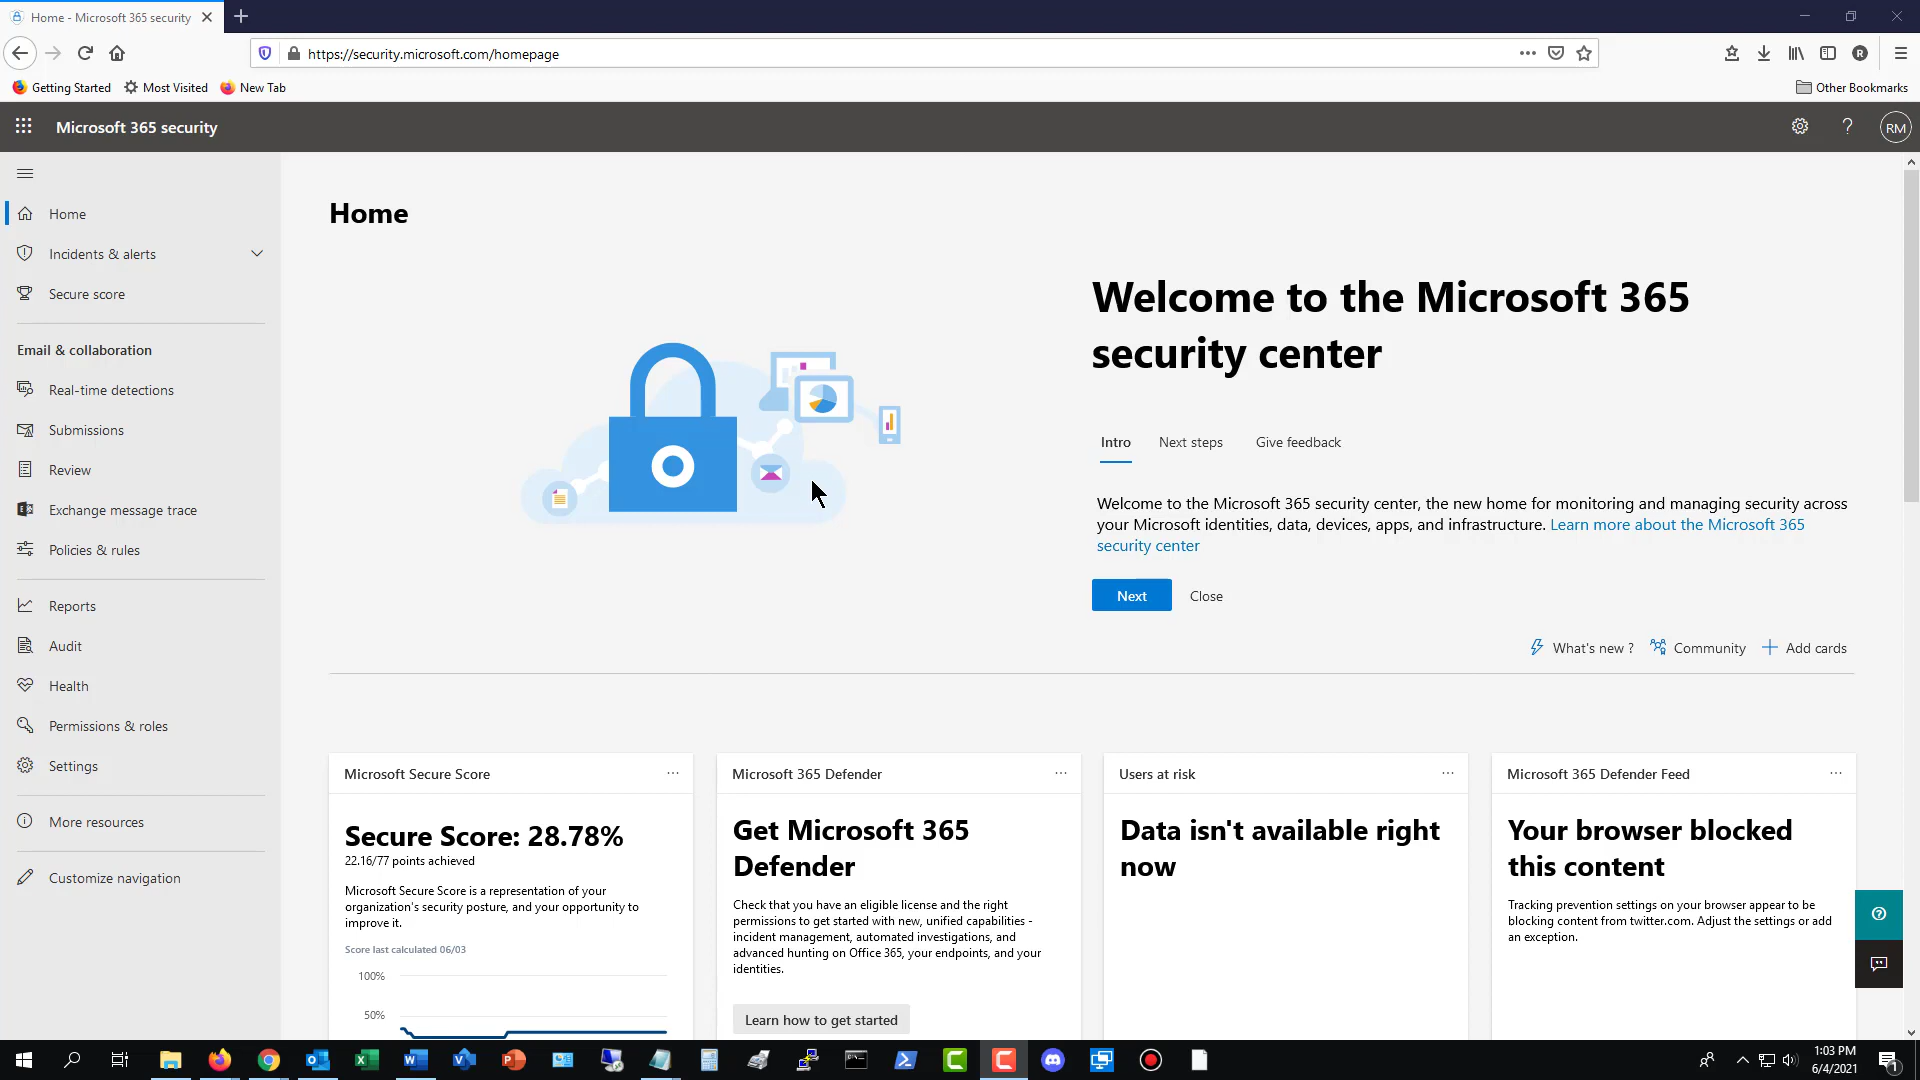 Home - Microsoft 365 security
https://security.microsoft.com/homepage
Getting Started
Most Visited
New Tab
Other Bookmarks
Microsoft 365 security
RM
Home
Incidents & alerts
Secure score
Email & collaboration
Real-time detections
Submissions
Review
Exchange message trace
Policies & rules
Reports
Audit
Health
Permissions & roles
Settings
More resources
Customize navigation
Home
Welcome to the Microsoft 365
security center
Intro
Next steps
Give feedback
Welcome to the Microsoft 365 security center, the new home for monitoring and managing security across
your Microsoft identities, data, devices, apps, and infrastructure. Learn more about the Microsoft 365
security center
Next
Close
What's new ?
Community
Add cards
Microsoft Secure Score
Secure Score: 28.78%
22.16/77 points achieved
Microsoft Secure Score is a representation of your
organization's security posture, and your opportunity to
improve it.
Score last calculated 06/03
100%
50%
Microsoft 365 Defender
Get Microsoft 365
Defender
Check that you have an eligible license and the right
permissions to get started with new, unified capabilities -
incident management, automated investigations, and
advanced hunting on Office 365, your endpoints, and your
identities.
Learn how to get started
Users at risk
Data isn't available right
now
Microsoft 365 Defender Feed
Your browser blocked
this content
Tracking prevention settings on your browser appear to be
blocking content from twitter.com. Adjust the settings or add
an exception.
1:03 PM
6/4/2021
1